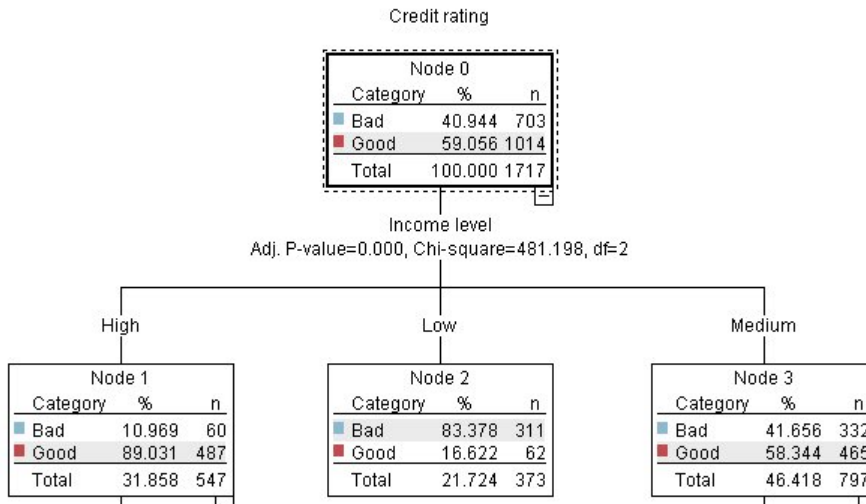 Credit rating
Node 0
Category % n
Bad 40.944 703
Good 59.056 1014
Total 100.000 1717
Income level
Adj. P-value=0.000, Chi-square=481.198, df=2
High Low Medium
Node 1
Category % n
Bad 10.969 60
Good 89.031 487
Total 31.858 547
Node 2
Category % n
Bad 83.378 311
Good 16.622 62
Total 21.724 373
Node 3
Category % n
Bad 41.656 332
Good 58.344 465
Total 46.418 797